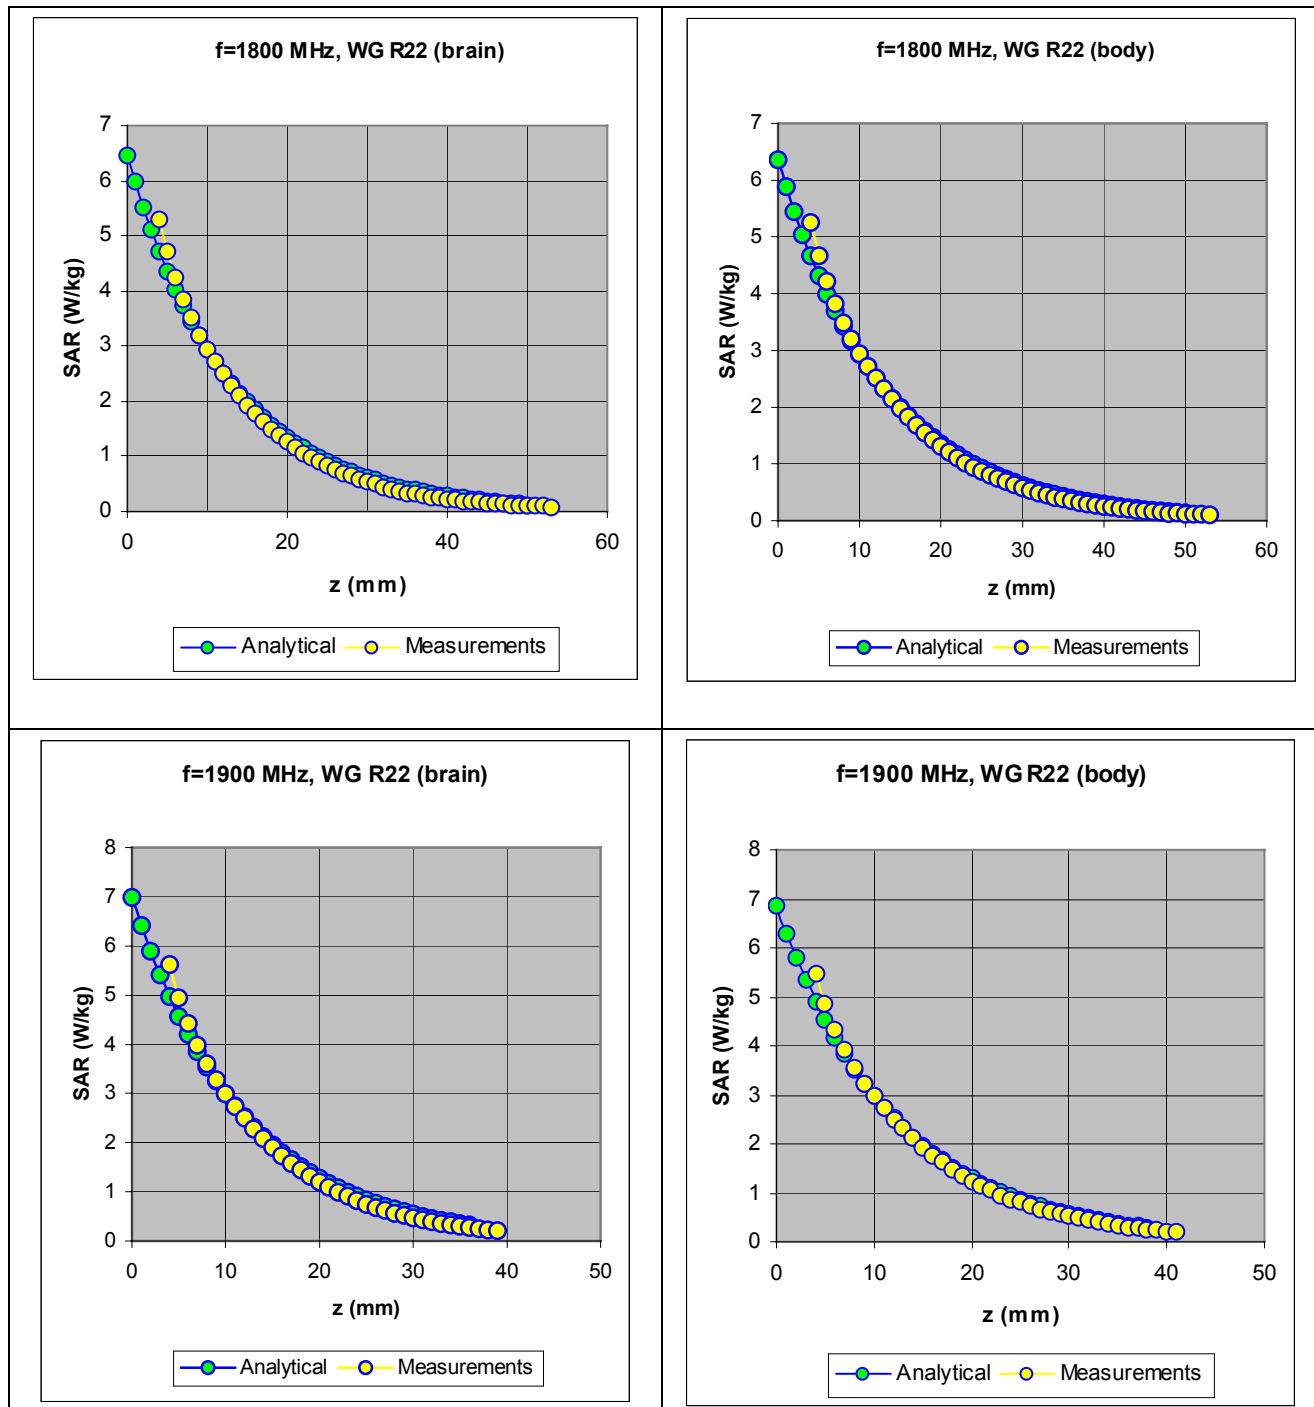 f=1800 MHz, WG R22 (brain)
7
6
5
4
3
2
1
0
SAR (W/kg)
0 20 40 60
z (mm)
Analytical Measurements
f=1800 MHz, WG R22 (body)
7
6
5
4
3
2
1
0
SAR (W/kg)
0 10 20 30 40 50 60
z (mm)
Analytical Measurements
f=1900 MHz, WG R22 (brain)
8
7
6
5
4
3
2
1
0
SAR (W/kg)
0 10 20 30 40 50
z (mm)
Analytical Measurements
f=1900 MHz, WG R22 (body)
8
7
6
5
4
3
2
1
0
SAR (W/kg)
0 10 20 30 40 50
z (mm)
Analytical Measurements